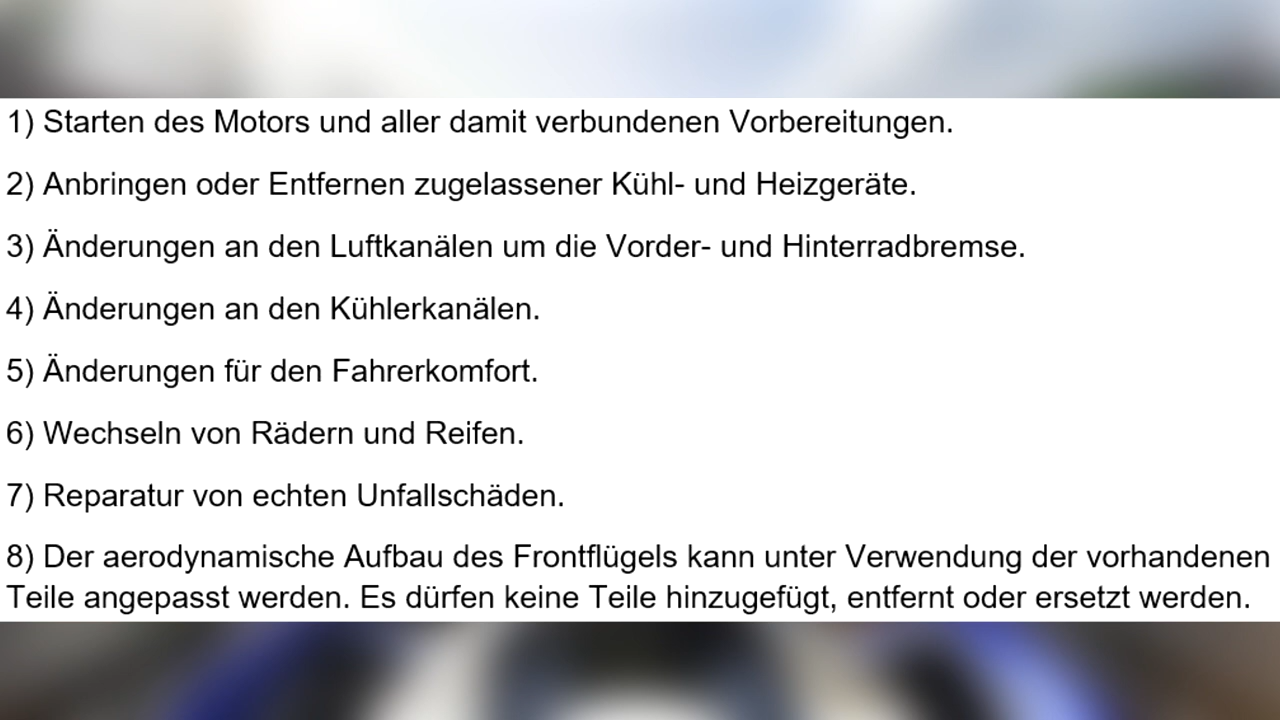 1) Starten des Motors und aller damit verbundenen Vorbereitungen.
2) Anbringen oder Entfernen zugelassener Kühl- und Heizgeräte.
3) Änderungen an den Luftkanälen um die Vorder- und Hinterradbremse.
4) Änderungen an den Kühlerkanälen.
5) Änderungen für den Fahrerkomfort.
6) Wechseln von Rädern und Reifen.
7) Reparatur von echten Unfallschäden.
8) Der aerodynamische Aufbau des Frontflügels kann unter Verwendung der vorhandenen
Teile angepasst werden. Es dürfen keine Teile hinzugefügt, entfernt oder ersetzt werden.